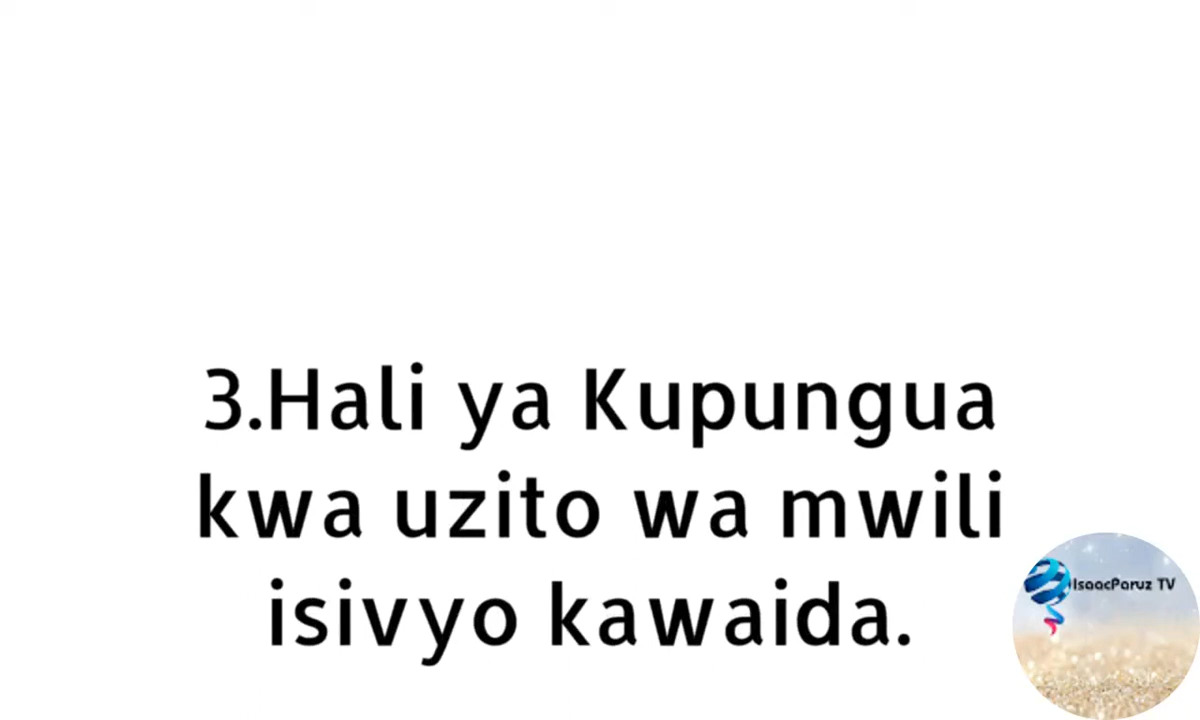 3.Hali ya Kupungua
kwa uzito wa mwili
isivyo kawaida.
IsaacParuz TV